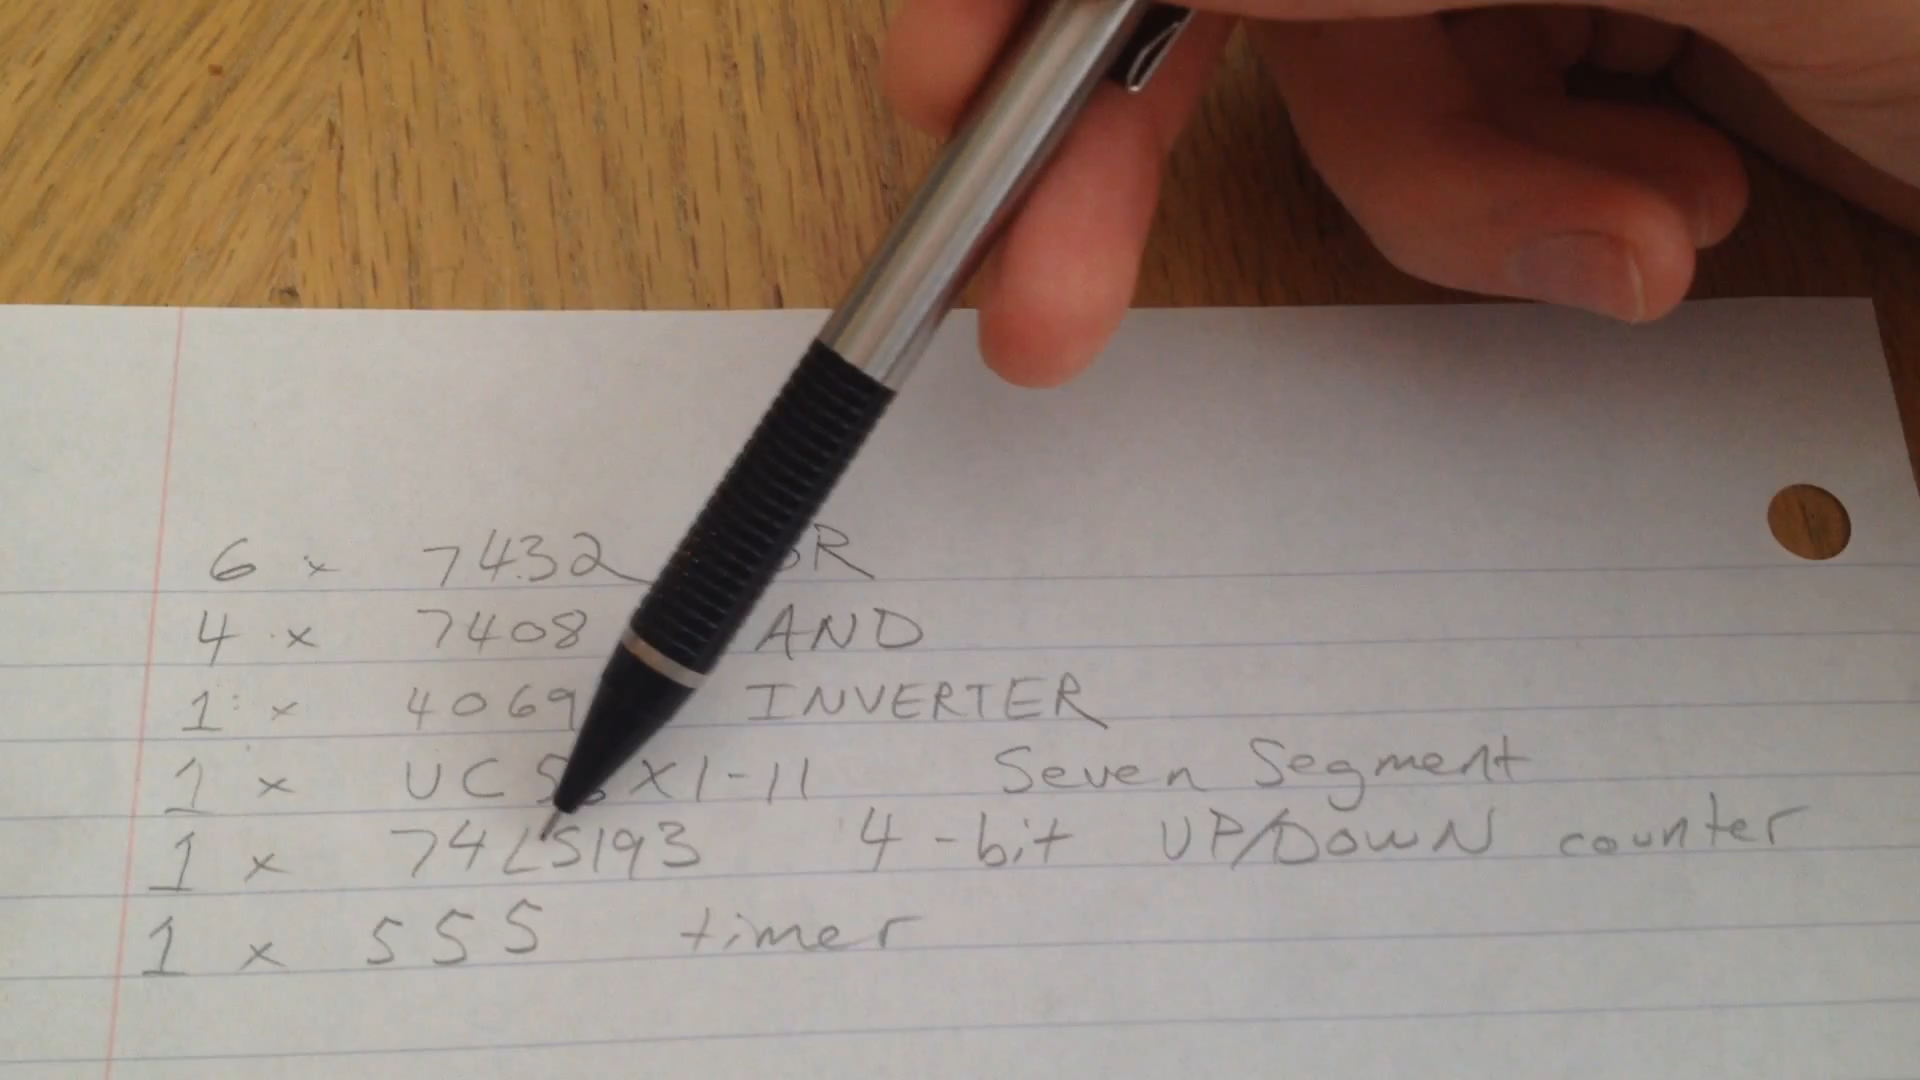 6 x 7432 OR
4 x 7408 AND
1 x 4069 INVERTER
1 x Seven Segment
1 x 74LS193 4-bit UP/DOWN counter
1 x 555 timer